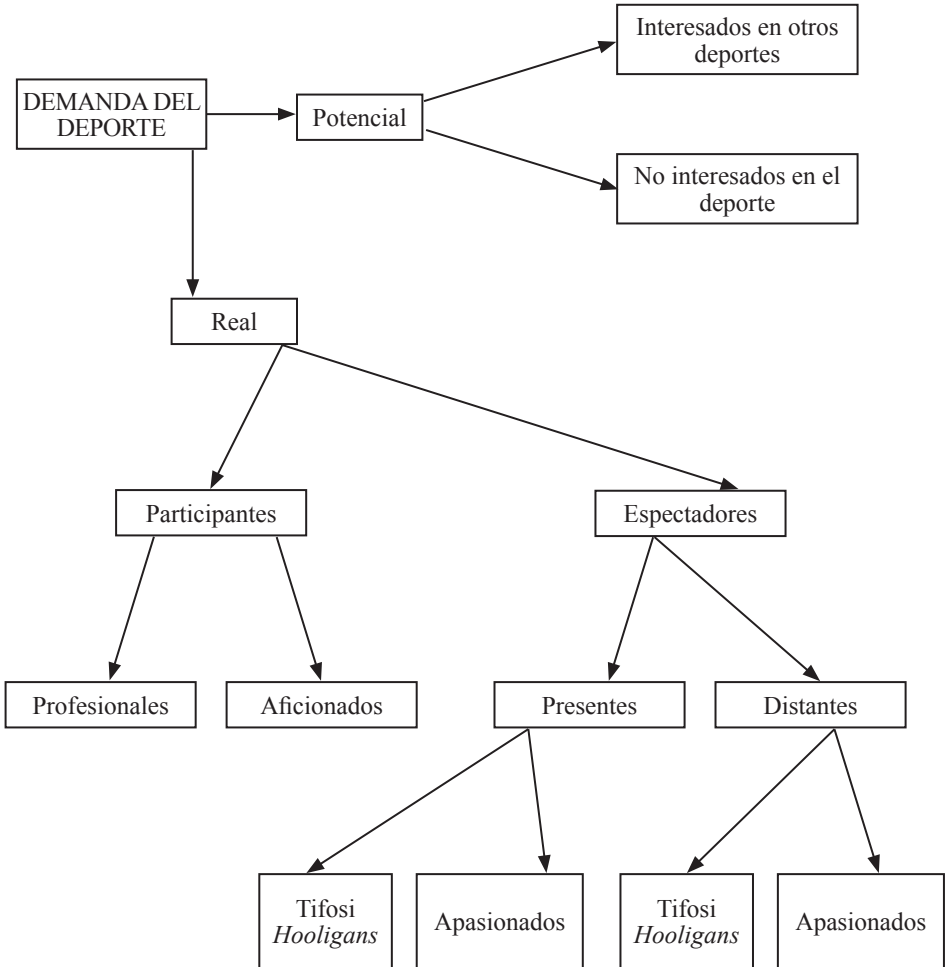 Interesados en otros
deportes
DEMANDA DEL
DEPORTE
Potencial
No interesados en el
deporte
Real
Participantes
Espectadores
Profesionales
Aficionados
Presentes
Distantes
Tifosi
Hooligans
Apasionados
Tifosi
Hooligans
Apasionados